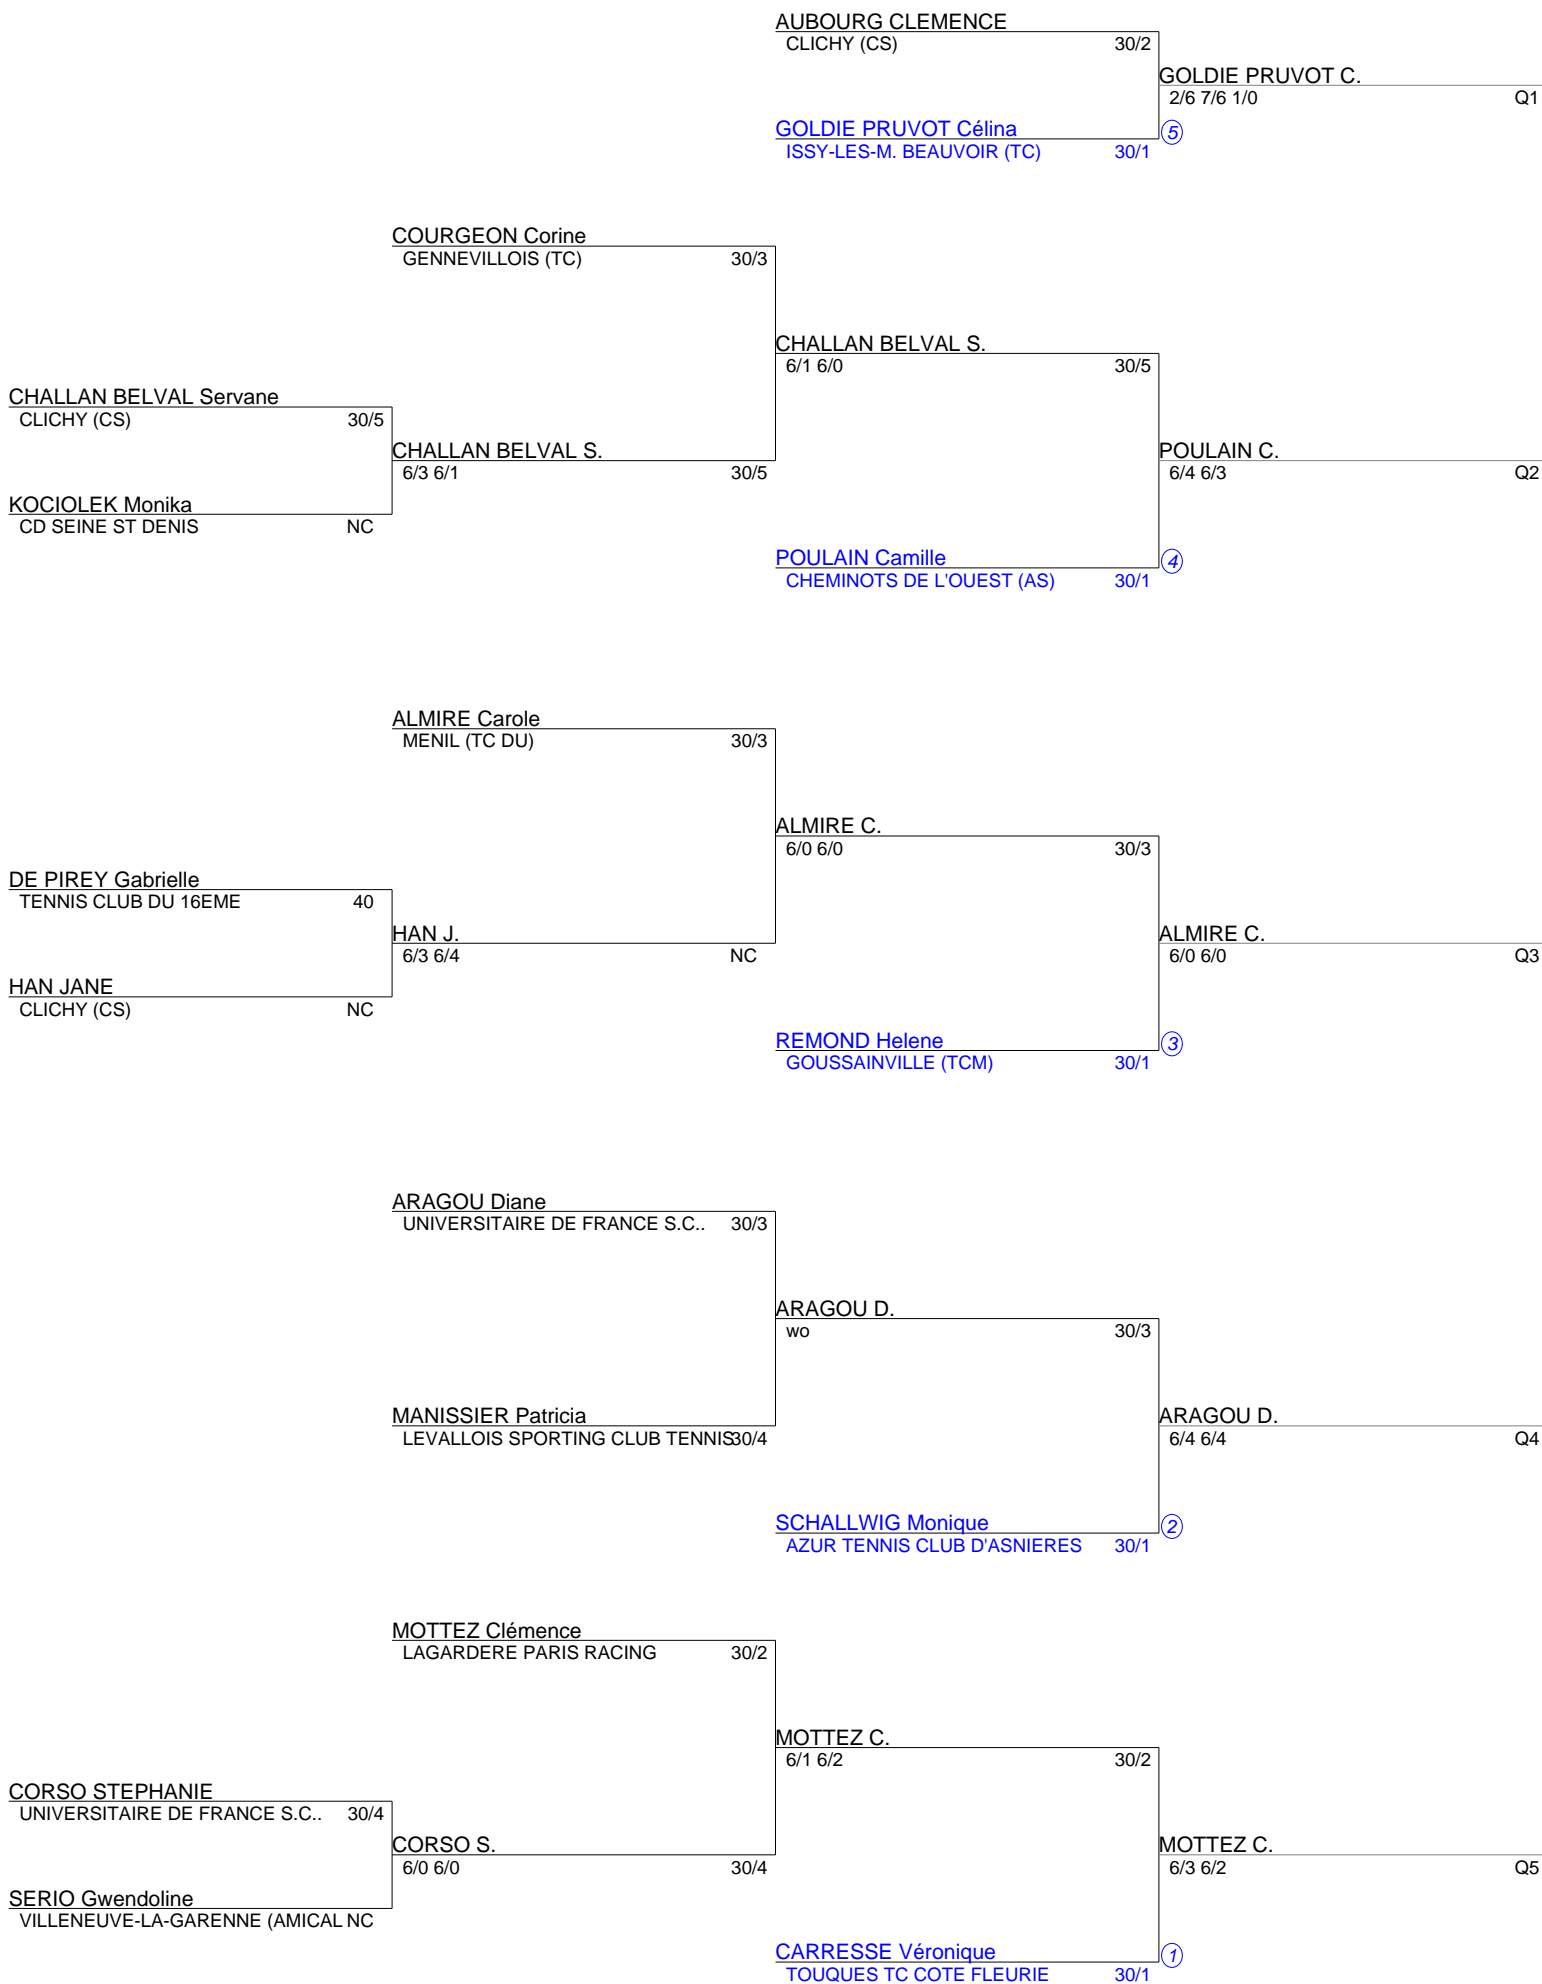 AUBOURG CLEMENCE
CLICHY (CS) 30/2
GOLDIE PRUVOT C.
2/6 7/6 1/0 Q1
GOLDIE PRUVOT Célina 5
ISSY-LES-M. BEAUVOIR (TC) 30/1
COURGEON Corine
GENNEVILLOIS (TC) 30/3
CHALLAN BELVAL S.
6/1 6/0 30/5
CHALLAN BELVAL Servane
CLICHY (CS) 30/5
CHALLAN BELVAL S.
6/3 6/1 30/5
POULAIN C.
6/4 6/3 Q2
KOCIOLEK Monika
CD SEINE ST DENIS NC
POULAIN Camille 4
CHEMINOTS DE L'OUEST (AS) 30/1
ALMIRE Carole
MENIL (TC DU) 30/3
ALMIRE C.
6/0 6/0 30/3
DE PIREY Gabrielle
TENNIS CLUB DU 16EME 40
HAN J.
6/3 6/4 NC
ALMIRE C.
6/0 6/0 Q3
HAN JANE
CLICHY (CS) NC
REMOND Helene 3
GOUSSAINVILLE (TCM) 30/1
ARAGOU Diane
UNIVERSITAIRE DE FRANCE S.C.. 30/3
ARAGOU D.
wo 30/3
MANISSIER Patricia
LEVALLOIS SPORTING CLUB TENNIS 30/4
ARAGOU D.
6/4 6/4 Q4
SCHALLWIG Monique 2
AZUR TENNIS CLUB D'ASNIERES 30/1
MOTTEZ Clémence
LAGARDERE PARIS RACING 30/2
MOTTEZ C.
6/1 6/2 30/2
CORSO STEPHANIE
UNIVERSITAIRE DE FRANCE S.C.. 30/4
CORSO S.
6/0 6/0 30/4
MOTTEZ C.
6/3 6/2 Q5
SERIO Gwendoline
VILLENEUVE-LA-GARENNE (AMICAL NC
CARRESSE Véronique 1
TOUQUES TC COTE FLEURIE 30/1